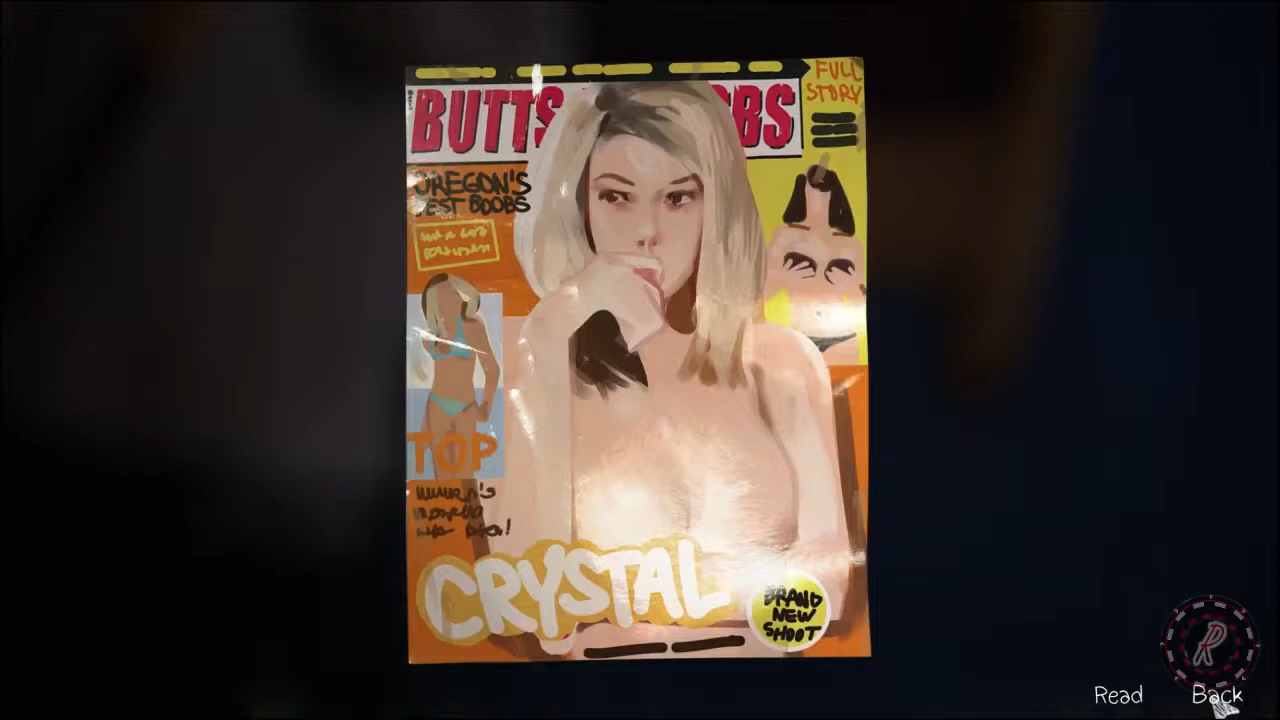 BUTTS
BS
FULL
STORY
OREGON'S
BEST BOOBS
TOP
CRYSTAL
BRAND
NEW
SHOOT
Read
Back
R